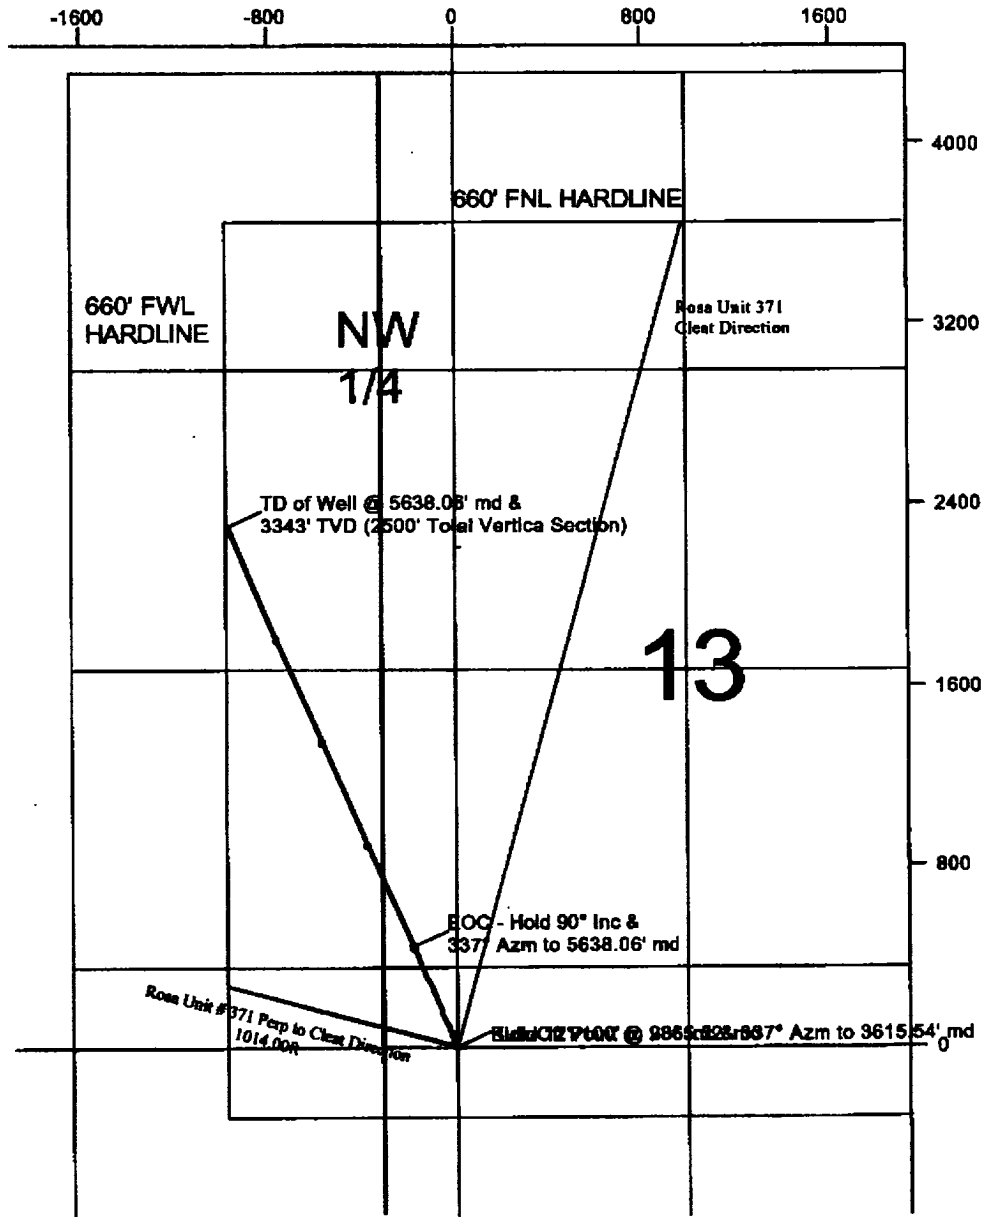 -1600 -800 0 800 1600
4000
660' FNL HARDLINE
660' FWL
HARDLINE
Rosa Unit 371
Cleat Direction
3200
NW
1/4
2400
TD of Well @ 5638.06' md &
3343' TVD (2500' Total Vertica Section)
13
1600
800
EOC - Hold 90° Inc &
337° Azm to 5638.06' md
Rosa Unit # 371 Perp to Cleat Direction
1014.00ft
337° Azm to 3615.54' md
0